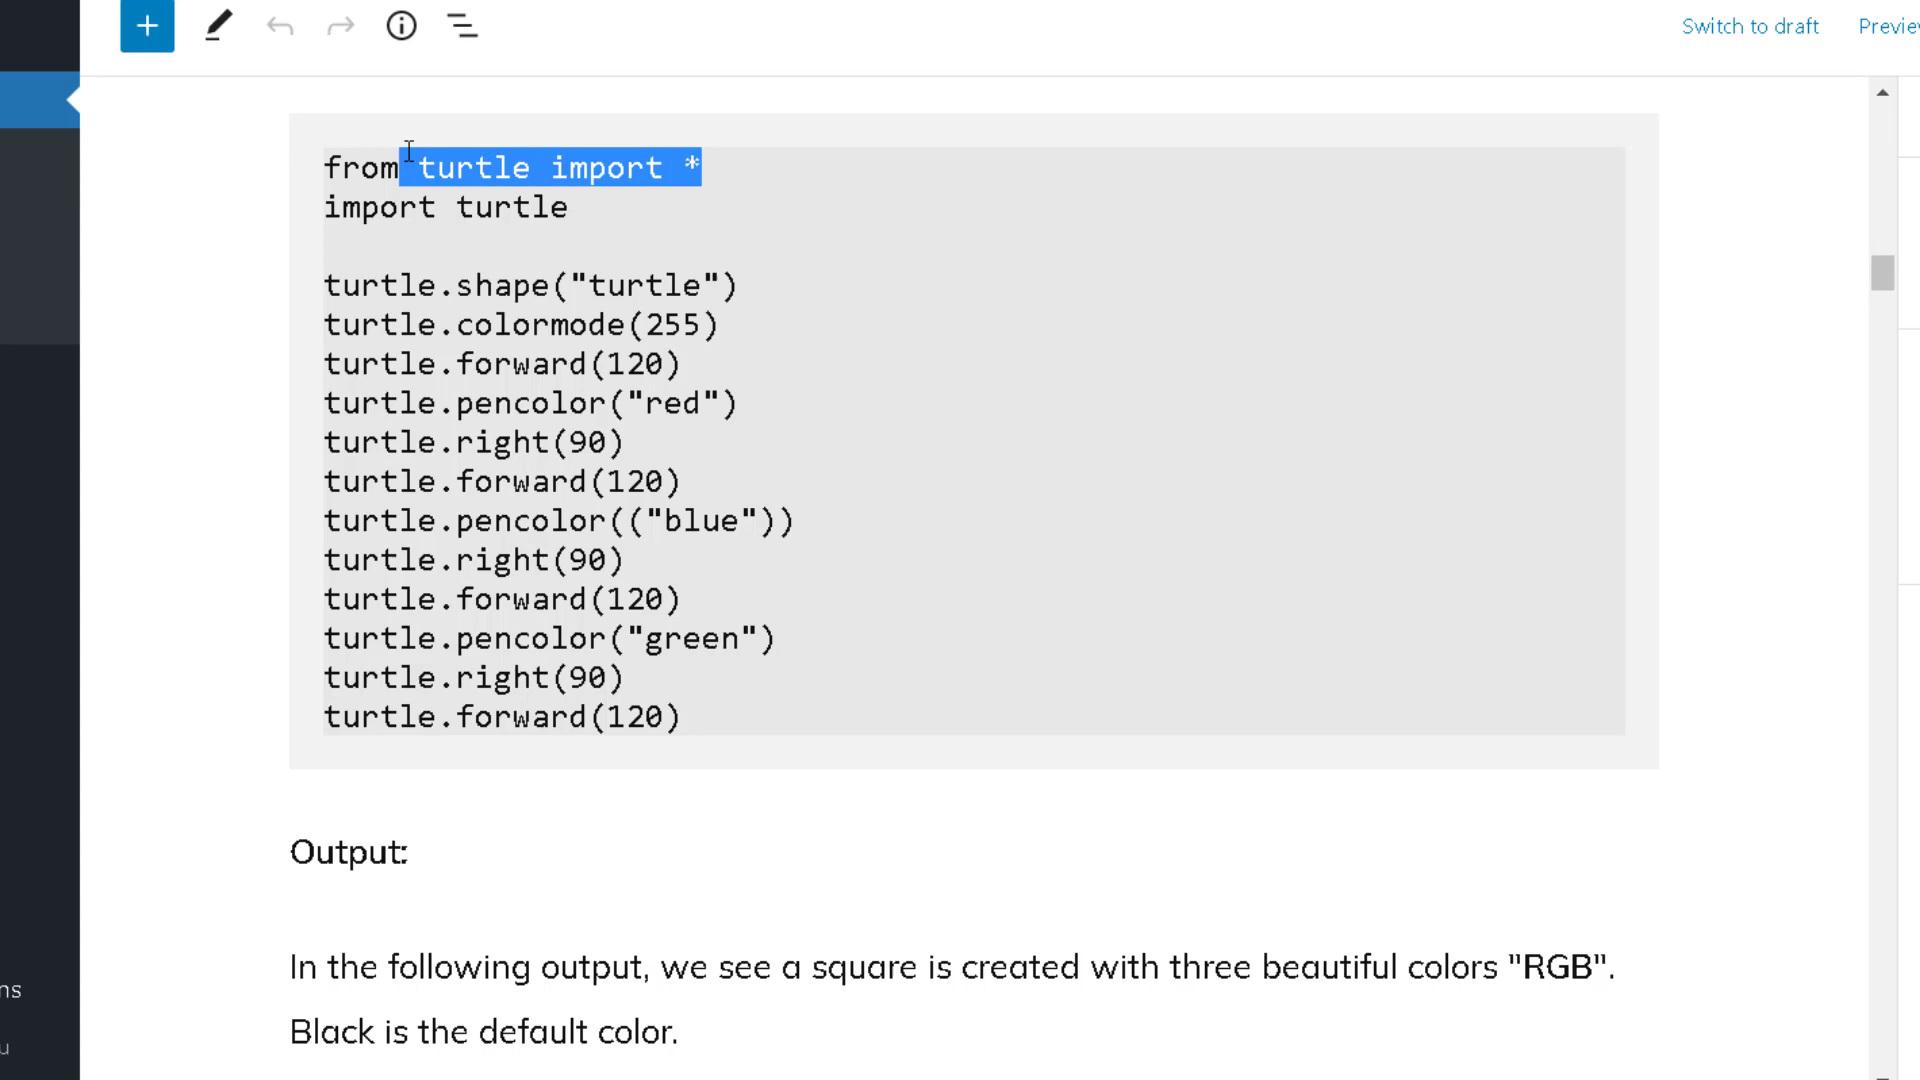 Switch to draft
Preview
from turtle import *
import turtle
turtle.shape("turtle")
turtle.colormode(255)
turtle.forward(120)
turtle.pencolor("red")
turtle.right(90)
turtle.forward(120)
turtle.pencolor(("blue"))
turtle.right(90)
turtle.forward(120)
turtle.pencolor("green")
turtle.right(90)
turtle.forward(120)
Output:
In the following output, we see a square is created with three beautiful colors "RGB".
Black is the default color.
ns